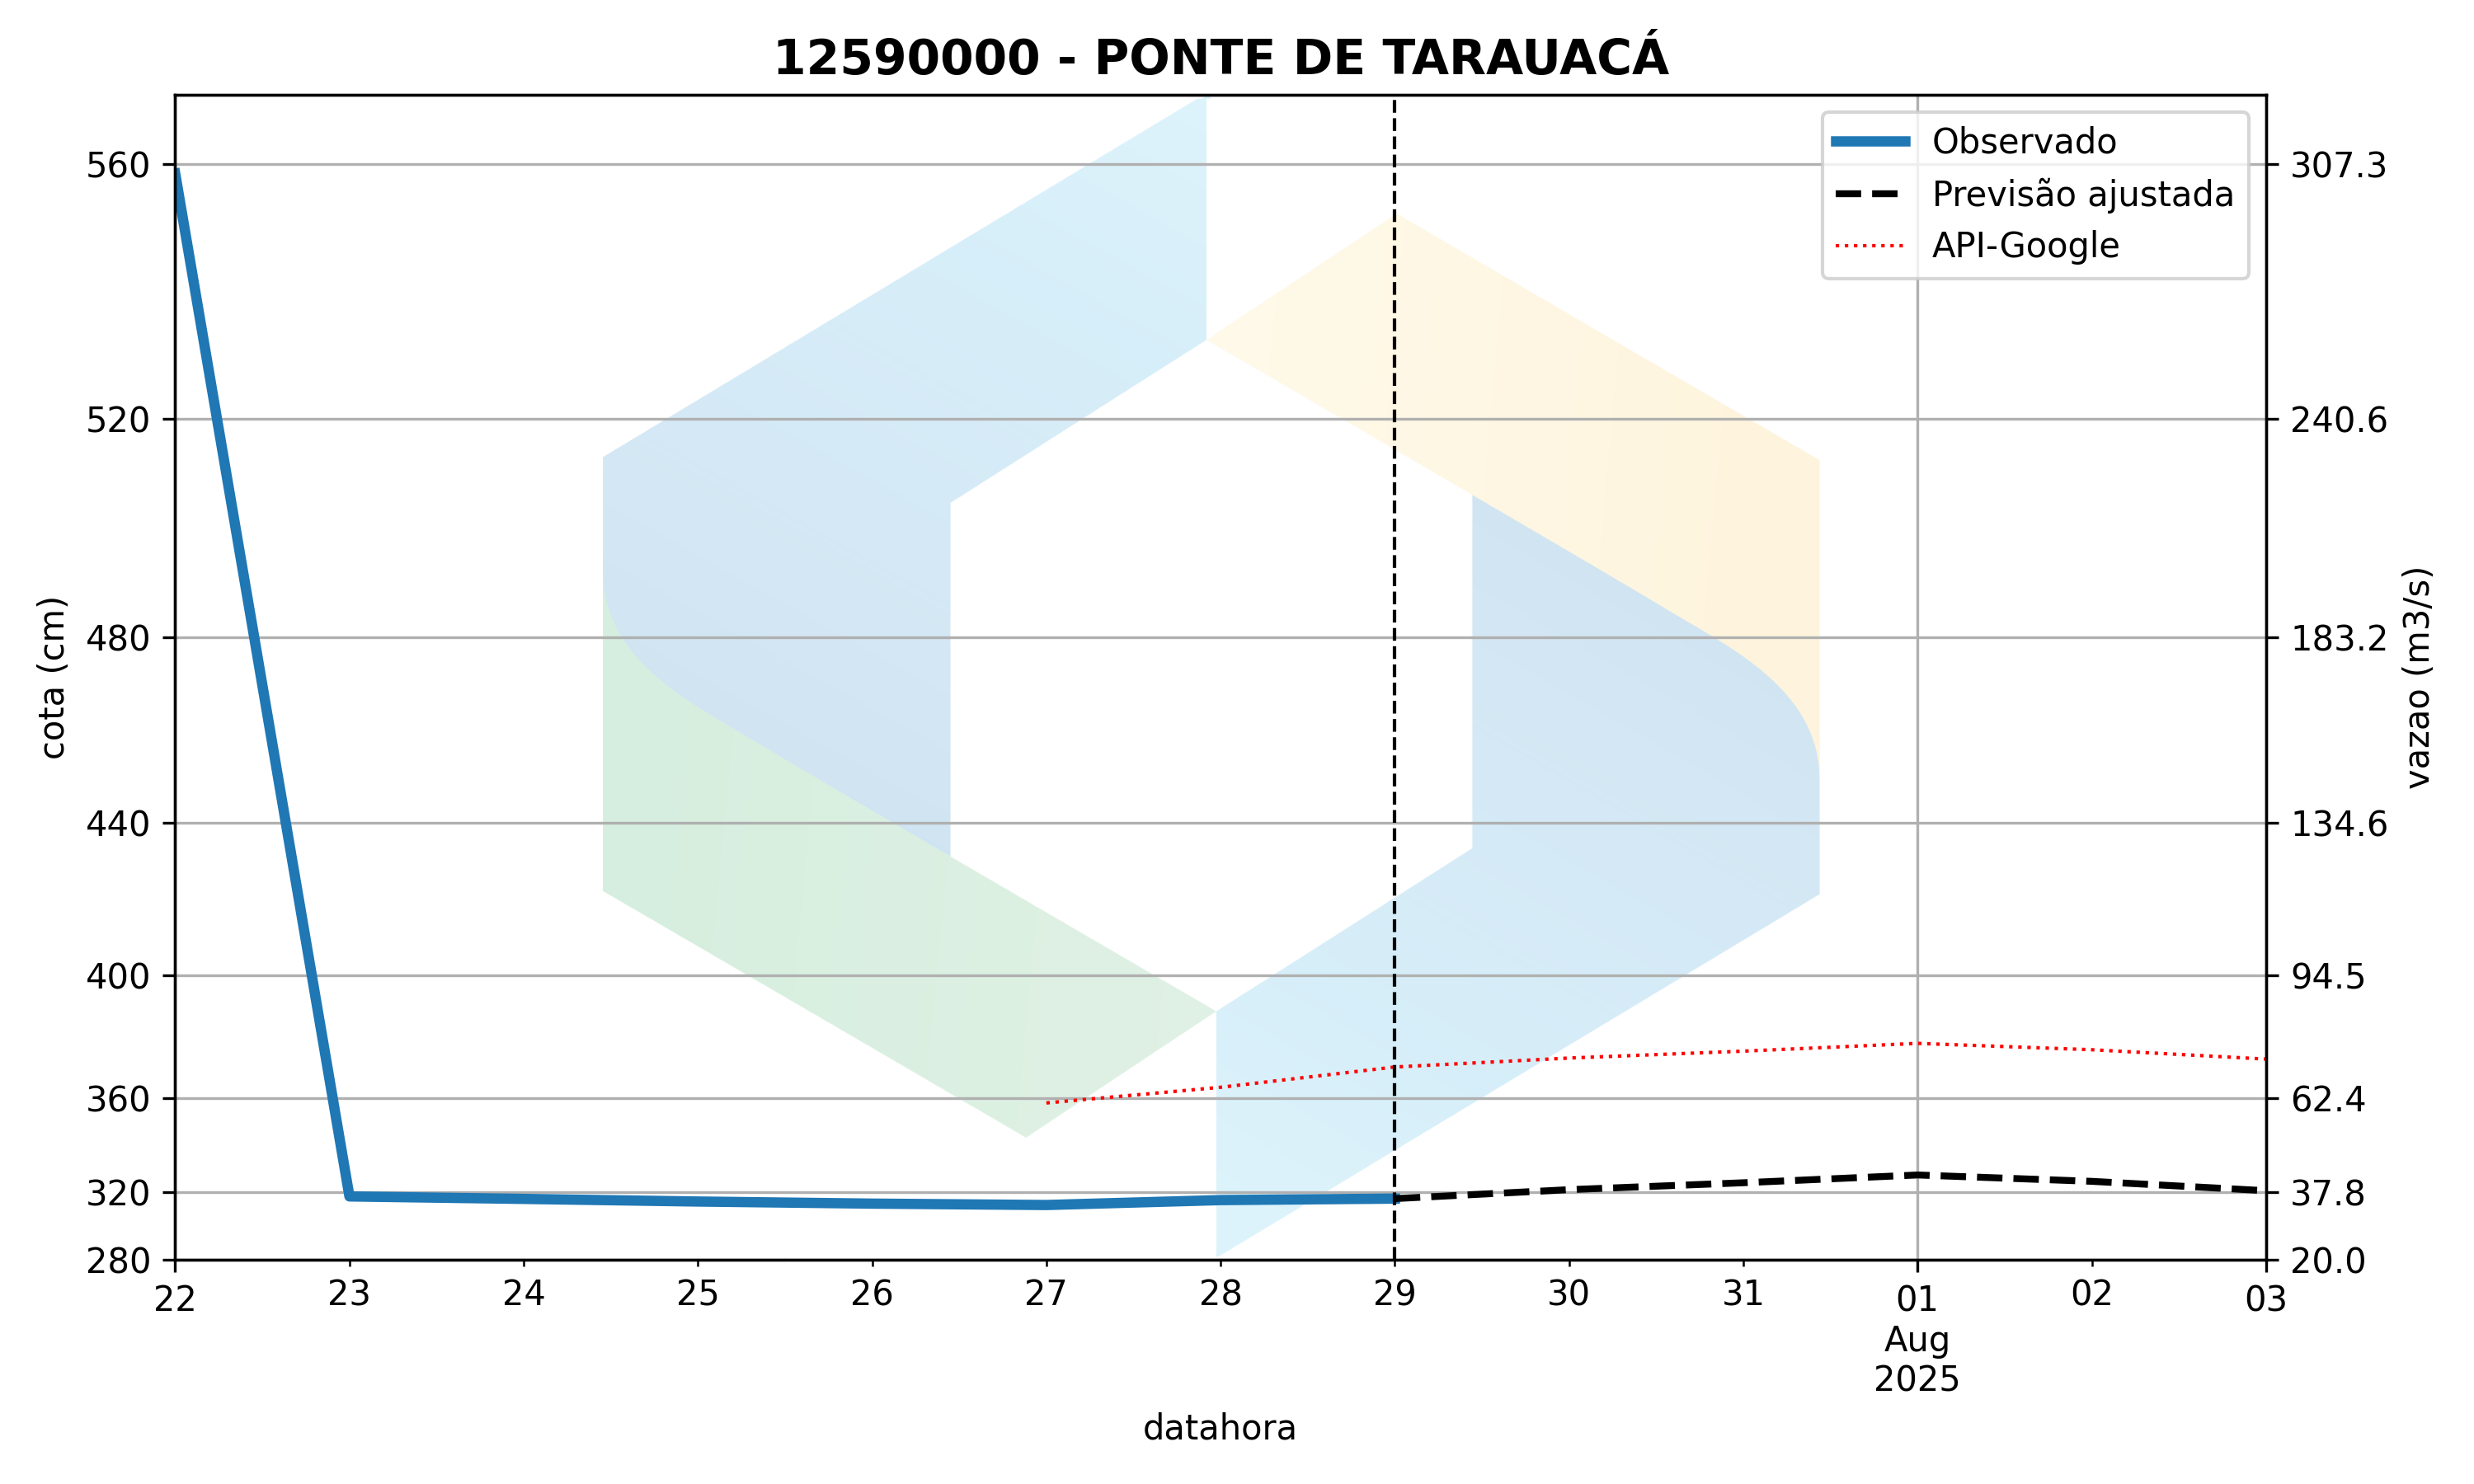 12590000 - PONTE DE TARAUACÁ
Observado
Previsão ajustada
API-Google
cota (cm)
560
520
480
440
400
360
320
280
vazao (m3/s)
307.3
240.6
183.2
134.6
94.5
62.4
37.8
20.0
22 23 24 25 26 27 28 29 30 31 01 02 03
Aug
2025
datahora